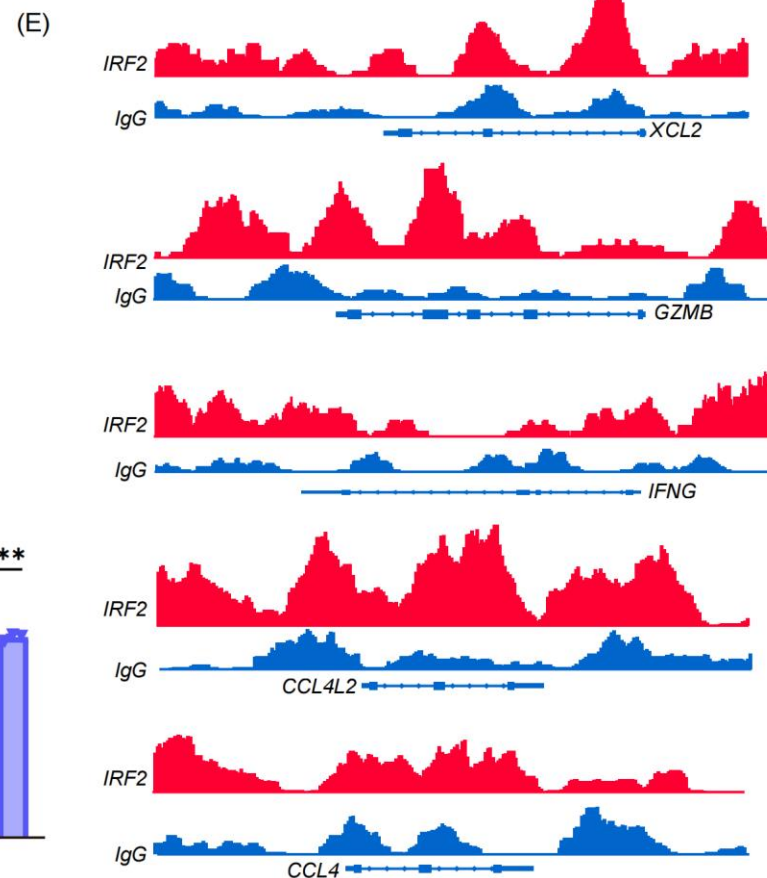 (E)
IRF2
IgG
XCL2
IRF2
IgG
GZMB
IRF2
IgG
IFNG
**
IRF2
IgG
CCL4L2
IRF2
IgG
CCL4